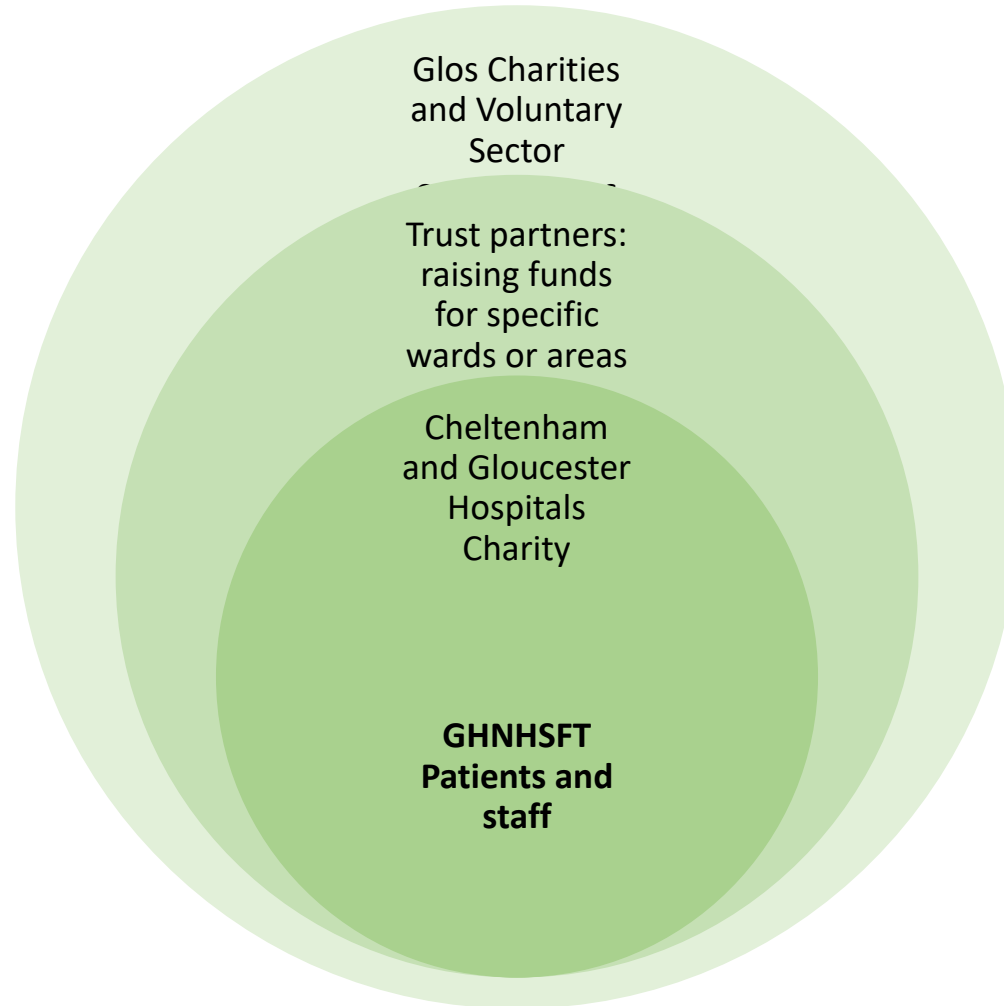 Glos Charities
and Voluntary
Sector
Trust partners:
raising funds
for specific
wards or areas
Cheltenham
and Gloucester
Hospitals
Charity
GHNHSFT
Patients and
staff